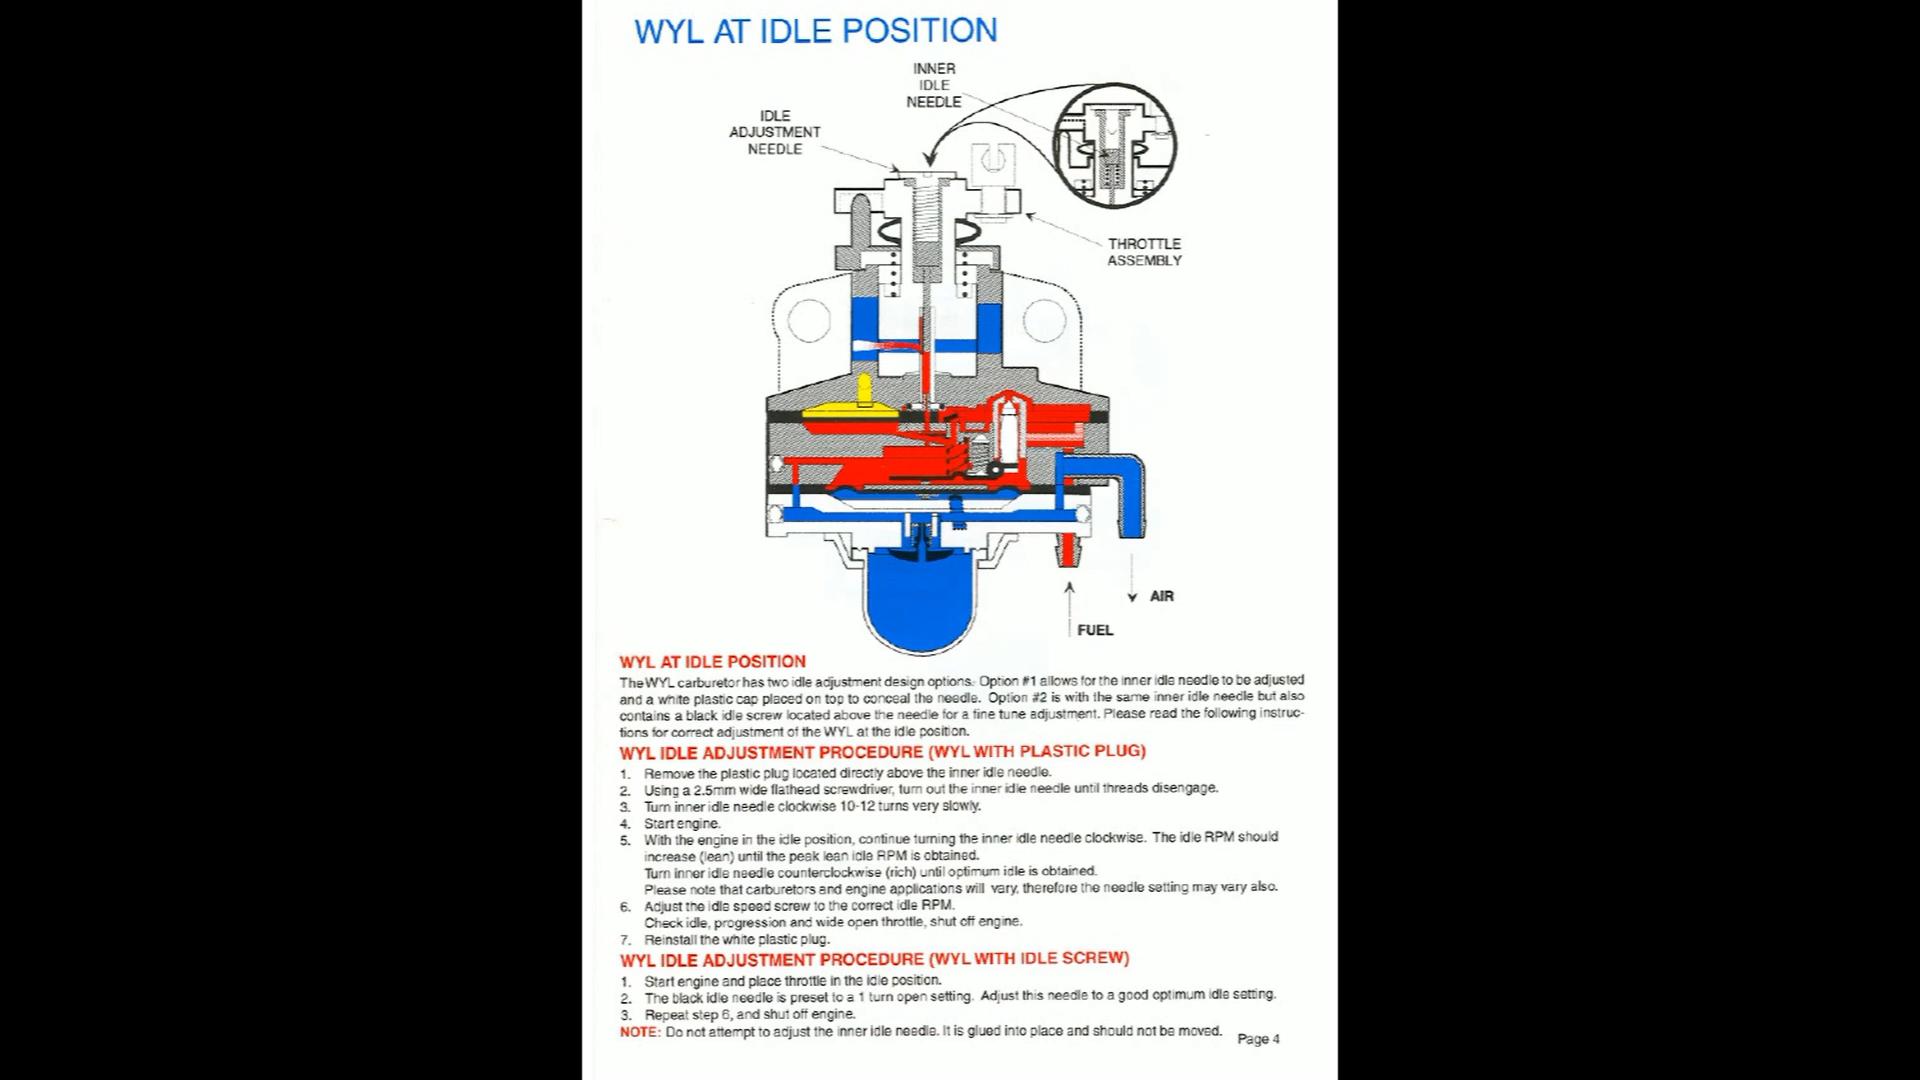 WYL AT IDLE POSITION
INNER
IDLE
NEEDLE
IDLE
ADJUSTMENT
NEEDLE
THROTTLE
ASSEMBLY
AIR
FUEL
WYL AT IDLE POSITION
The WYL carburetor has two idle adjustment design options. Option #1 allows for the inner idle needle to be adjusted
and a white plastic cap placed on top to conceal the needle. Option #2 is with the same inner idle needle but also
contains a black idle screw located above the needle for a fine tune adjustment. Please read the following instruc-
tions for correct adjustment of the WYL at the idle position.
WYL IDLE ADJUSTMENT PROCEDURE (WYL WITH PLASTIC PLUG)
1. Remove the plastic plug located directly above the inner idle needle.
2. Using a 2.5mm wide flathead screwdriver, turn out the inner idle needle until threads disengage.
3. Turn inner idle needle clockwise 10-12 turns very slowly.
4. Start engine.
5. With the engine in the idle position, continue turning the inner idle needle clockwise. The idle RPM should
increase (lean) until the peak lean idle RPM is obtained.
Turn inner idle needle counterclockwise (rich) until optimum idle is obtained.
Please note that carburetors and engine applications will vary, therefore the needle setting may vary also.
6. Adjust the idle speed screw to the correct idle RPM.
Check idle, progression and wide open throttle, shut off engine.
7. Reinstall the white plastic plug.
WYL IDLE ADJUSTMENT PROCEDURE (WYL WITH IDLE SCREW)
1. Start engine and place throttle in the idle position.
2. The black idle needle is preset to a 1 turn open setting. Adjust this needle to a good optimum idle setting.
3. Repeat step 6, and shut off engine.
NOTE: Do not attempt to adjust the inner idle needle. It is glued into place and should not be moved.
Page 4